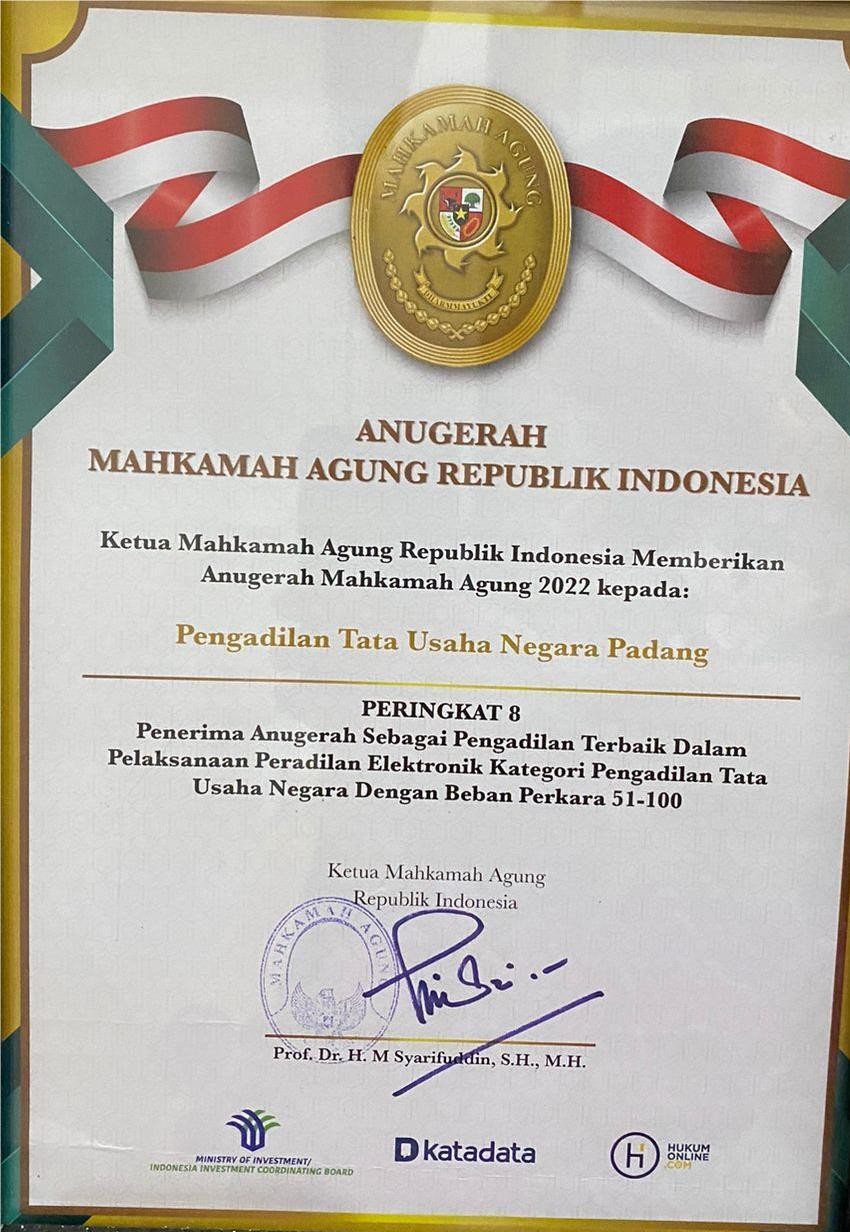 MAHKAMAH AGUNG
DHARMMAYUKTI
ANUGERAH
MAHKAMAH AGUNG REPUBLIK INDONESIA
Ketua Mahkamah Agung Republik Indonesia Memberikan
Anugerah Mahkamah Agung 2022 kepada:
Pengadilan Tata Usaha Negara Padang
PERINGKAT 8
Penerima Anugerah Sebagai Pengadilan Terbaik Dalam
Pelaksanaan Peradilan Elektronik Kategori Pengadilan Tata
Usaha Negara Dengan Beban Perkara 51-100
Ketua Mahkamah Agung
Republik Indonesia
MAHKAMAH AGUNG
Prof. Dr. H. M Syarifuddin, S.H., M.H.
MINISTRY OF INVESTMENT/
INDONESIA INVESTMENT COORDINATING BOARD
katadata
H
HUKUM
ONLINE
.COM